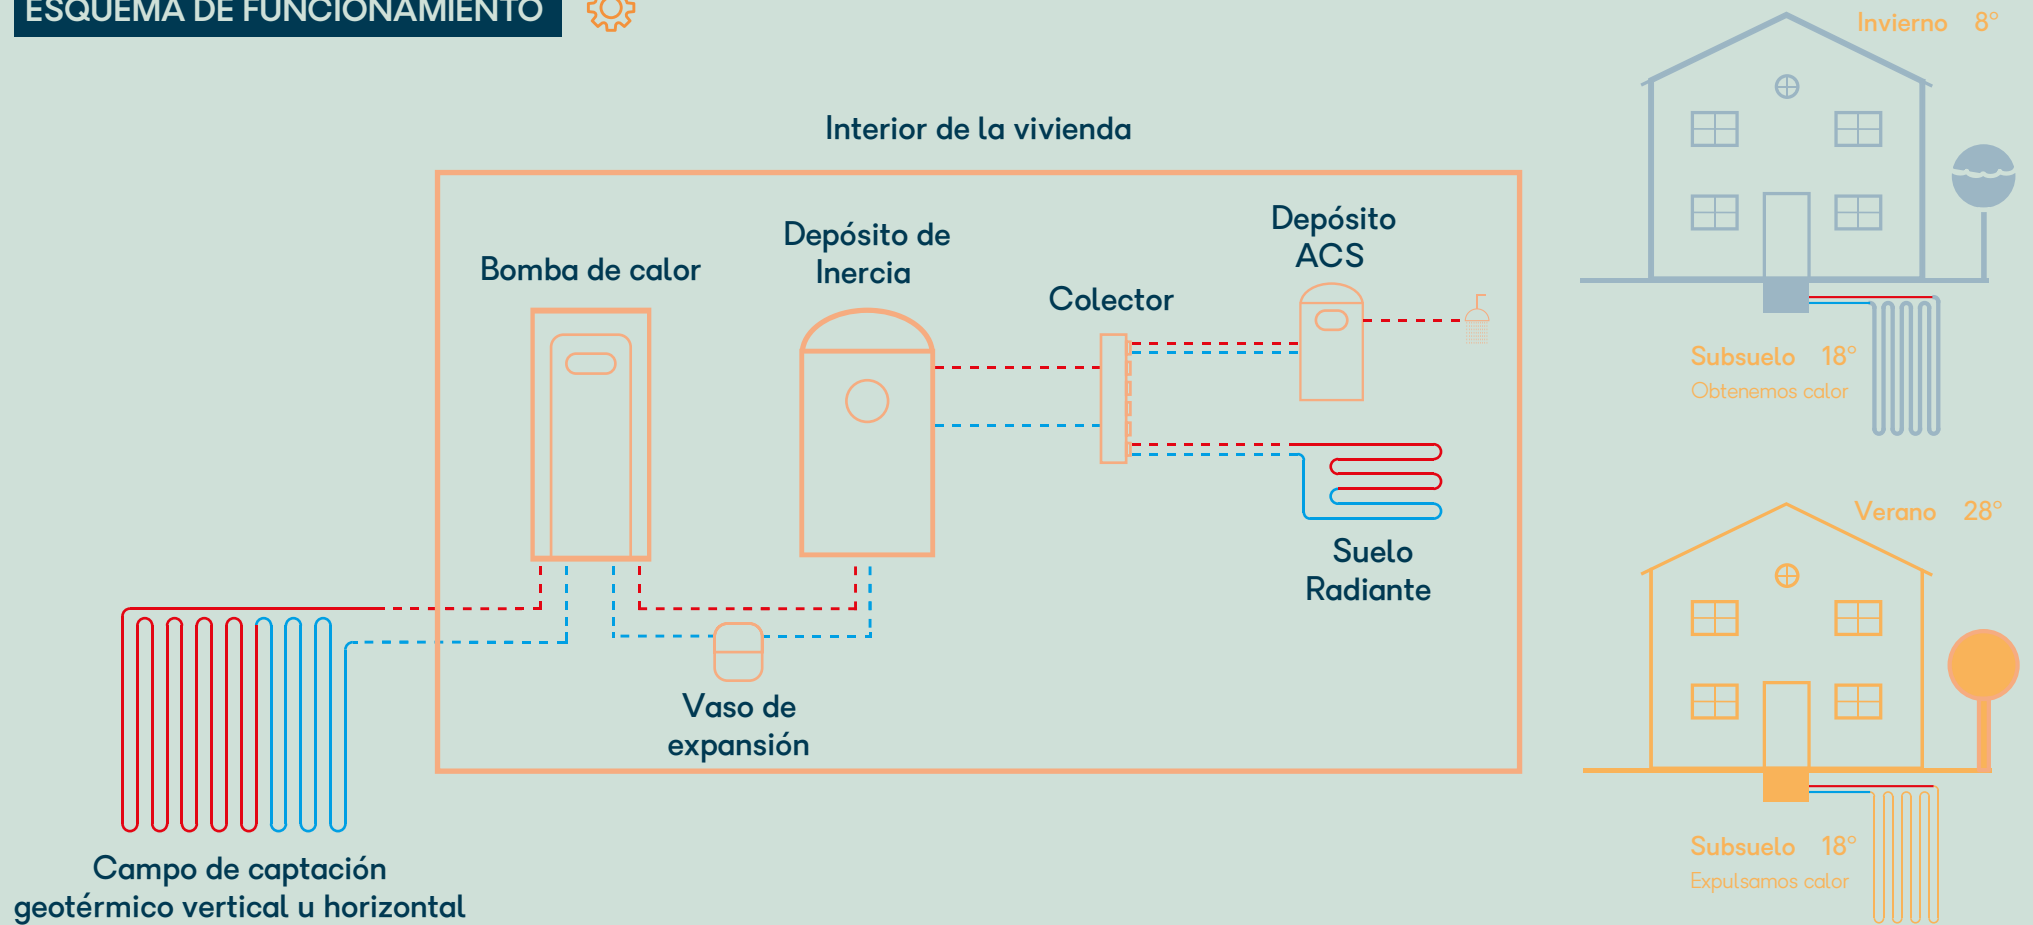 ESQUEMA DE FUNCIONAMIENTO
Interior de la vivienda
Bomba de calor
Depósito de
Inercia
Colector
Depósito
ACS
Suelo
Radiante
Vaso de
expansión
Campo de captación
geotérmico vertical u horizontal
Invierno 8°
Subsuelo 18°
Obtenemos calor
Verano 28°
Subsuelo 18°
Expulsamos calor